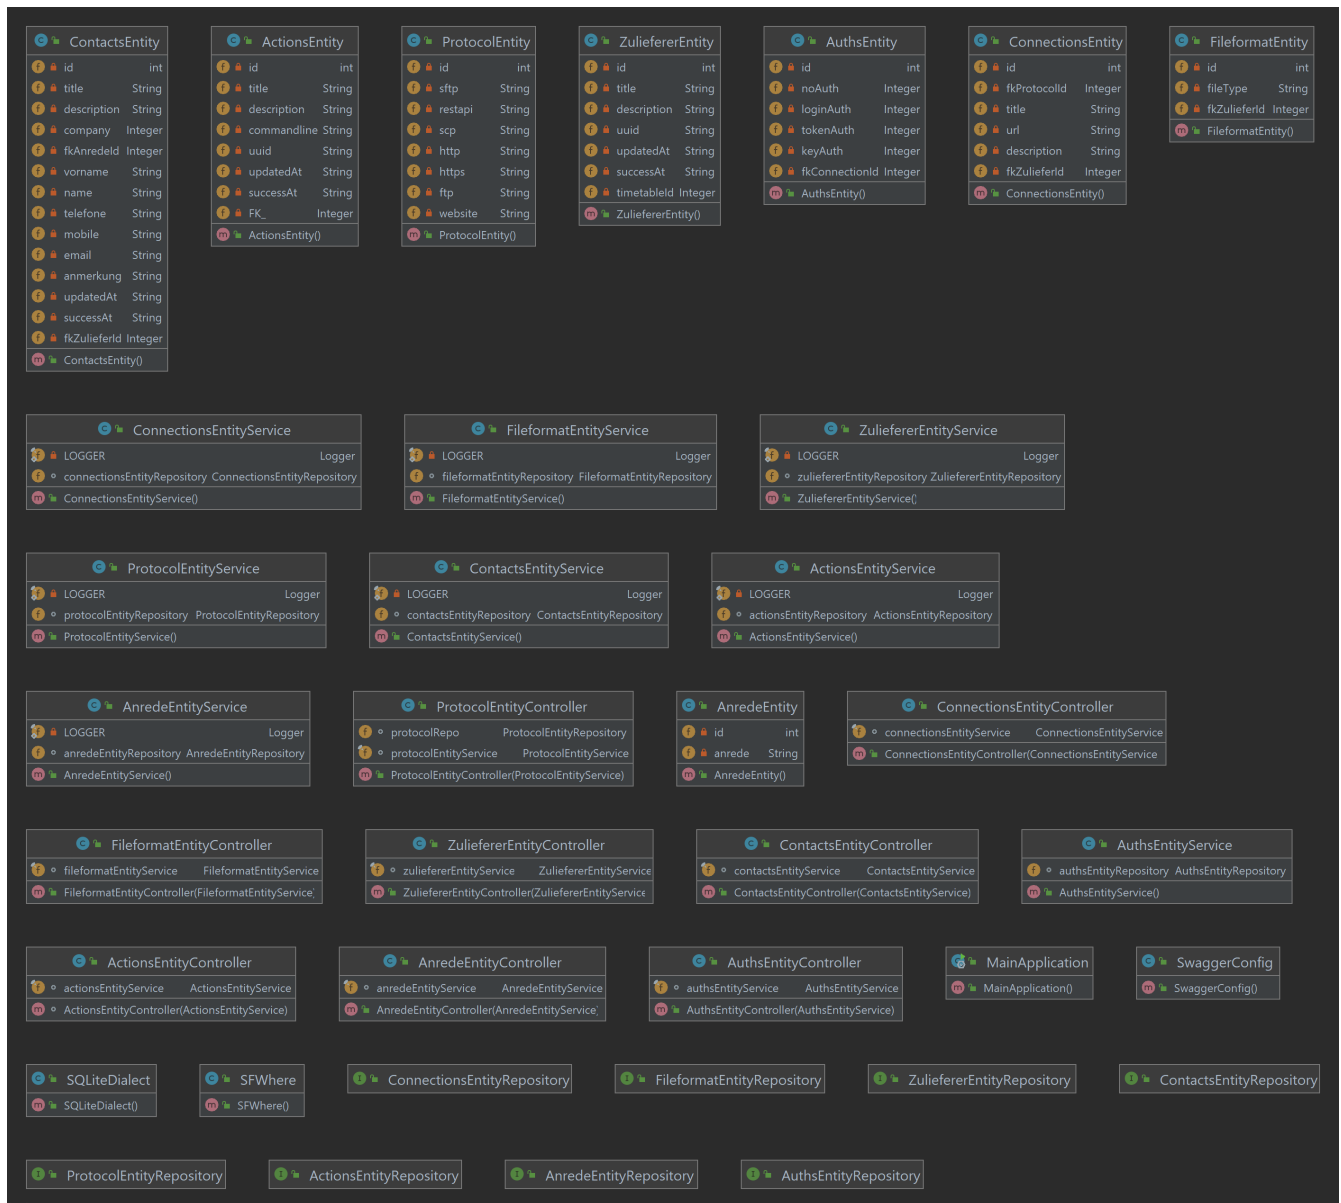 ContactsEntity
id int
title String
description String
company Integer
fkAnredeId Integer
vorname String
name String
telefone String
mobile String
email String
anmerkung String
updatedAt String
successAt String
fkZulieferId Integer
ContactsEntity()
ActionsEntity
id int
title String
description String
commandline String
uuid String
updatedAt String
successAt String
FK_ Integer
ActionsEntity()
ProtocolEntity
id int
sftp String
restapi String
scp String
http String
https String
ftp String
website String
ProtocolEntity()
ZuliefererEntity
id int
title String
description String
uuid String
updatedAt String
successAt String
timetableId Integer
ZuliefererEntity()
AuthsEntity
id int
noAuth Integer
loginAuth Integer
tokenAuth Integer
keyAuth Integer
fkConnectionId Integer
AuthsEntity()
ConnectionsEntity
id int
fkProtocolId Integer
title String
url String
description String
fkZulieferId Integer
ConnectionsEntity()
FileformatEntity
id int
fileType String
fkZulieferId Integer
FileformatEntity()
ConnectionsEntityService
LOGGER Logger
connectionsEntityRepository ConnectionsEntityRepository
ConnectionsEntityService()
FileformatEntityService
LOGGER Logger
fileformatEntityRepository FileformatEntityRepository
FileformatEntityService()
ZuliefererEntityService
LOGGER Logger
zuliefererEntityRepository ZuliefererEntityRepository
ZuliefererEntityService()
ProtocolEntityService
LOGGER Logger
protocolEntityRepository ProtocolEntityRepository
ProtocolEntityService()
ContactsEntityService
LOGGER Logger
contactsEntityRepository ContactsEntityRepository
ContactsEntityService()
ActionsEntityService
LOGGER Logger
actionsEntityRepository ActionsEntityRepository
ActionsEntityService()
AnredeEntityService
LOGGER Logger
anredeEntityRepository AnredeEntityRepository
AnredeEntityService()
ProtocolEntityController
protocolRepo ProtocolEntityRepository
protocolEntityService ProtocolEntityService
ProtocolEntityController(ProtocolEntityService)
AnredeEntity
id int
anrede String
AnredeEntity()
ConnectionsEntityController
connectionsEntityService ConnectionsEntityService
ConnectionsEntityController(ConnectionsEntityService
FileformatEntityController
fileformatEntityService FileformatEntityService
FileformatEntityController(FileformatEntityService)
ZuliefererEntityController
zuliefererEntityService ZuliefererEntityService
ZuliefererEntityController(ZuliefererEntityService
ContactsEntityController
contactsEntityService ContactsEntityService
ContactsEntityController(ContactsEntityService)
AuthsEntityService
authsEntityRepository AuthsEntityRepository
AuthsEntityService()
ActionsEntityController
actionsEntityService ActionsEntityService
ActionsEntityController(ActionsEntityService)
AnredeEntityController
anredeEntityService AnredeEntityService
AnredeEntityController(AnredeEntityService)
AuthsEntityController
authsEntityService AuthsEntityService
AuthsEntityController(AuthsEntityService)
MainApplication
MainApplication()
SwaggerConfig
SwaggerConfig()
SQLiteDialect
SQLiteDialect()
SFWhere
SFWhere()
ConnectionsEntityRepository
FileformatEntityRepository
ZuliefererEntityRepository
ContactsEntityRepository
ProtocolEntityRepository
ActionsEntityRepository
AnredeEntityRepository
AuthsEntityRepository